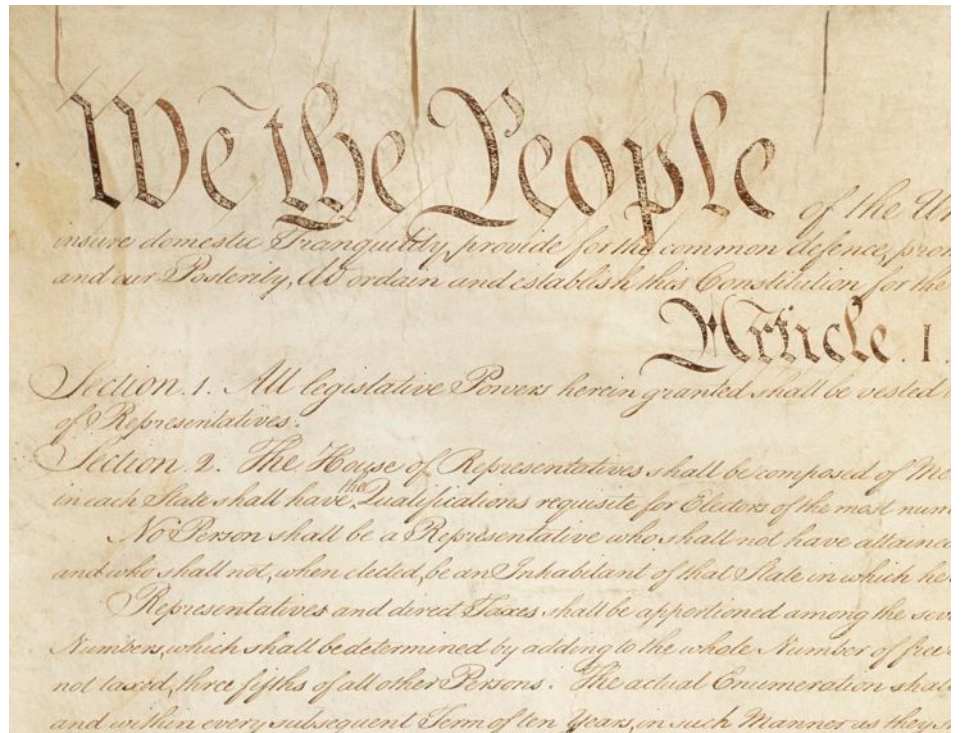 We the People of the Un
insure domestic Tranquility, provide for the common defence, prom
and our Posterity, do ordain and establish this Constitution for the
Article. I.
Section. 1. All legislative Powers herein granted shall be vested i
of Representatives.
Section. 2. The House of Representatives shall be composed of Me
in each State shall have the Qualifications requisite for Electors of the most num
No Person shall be a Representative who shall not have attained
and who shall not, when elected, be an Inhabitant of that State in which he
Representatives and direct Taxes shall be apportioned among the seve
Numbers, which shall be determined by adding to the whole Number of free
not taxed, three fifths of all other Persons. The actual Enumeration shal
and within every subsequent Term of ten Years, in such Manner as they sh